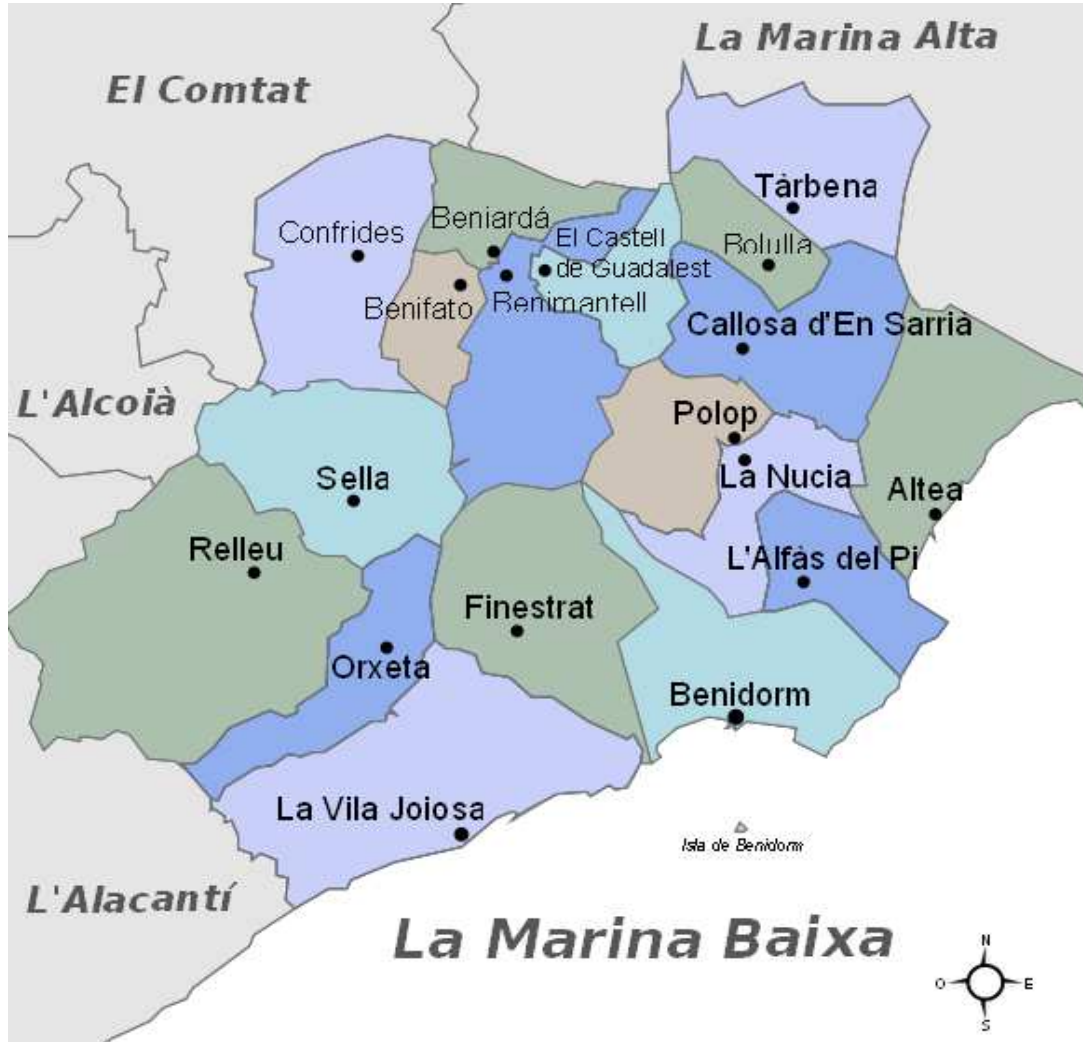 La Marina Alta
El Comtat
Tàrbena
Beniardá
Confrides
El Castell
de Guadalest
Bolulla
Benifato
Benimantell
Callosa d'En Sarrià
L'Alcoià
Polop
Sella
La Nucia
Altea
Relleu
L'Alfàs del Pi
Finestrat
Orxeta
Benidorm
La Vila Joiosa
Isla de Benidorm
L'Alacantí
La Marina Baixa
N
O
E
S